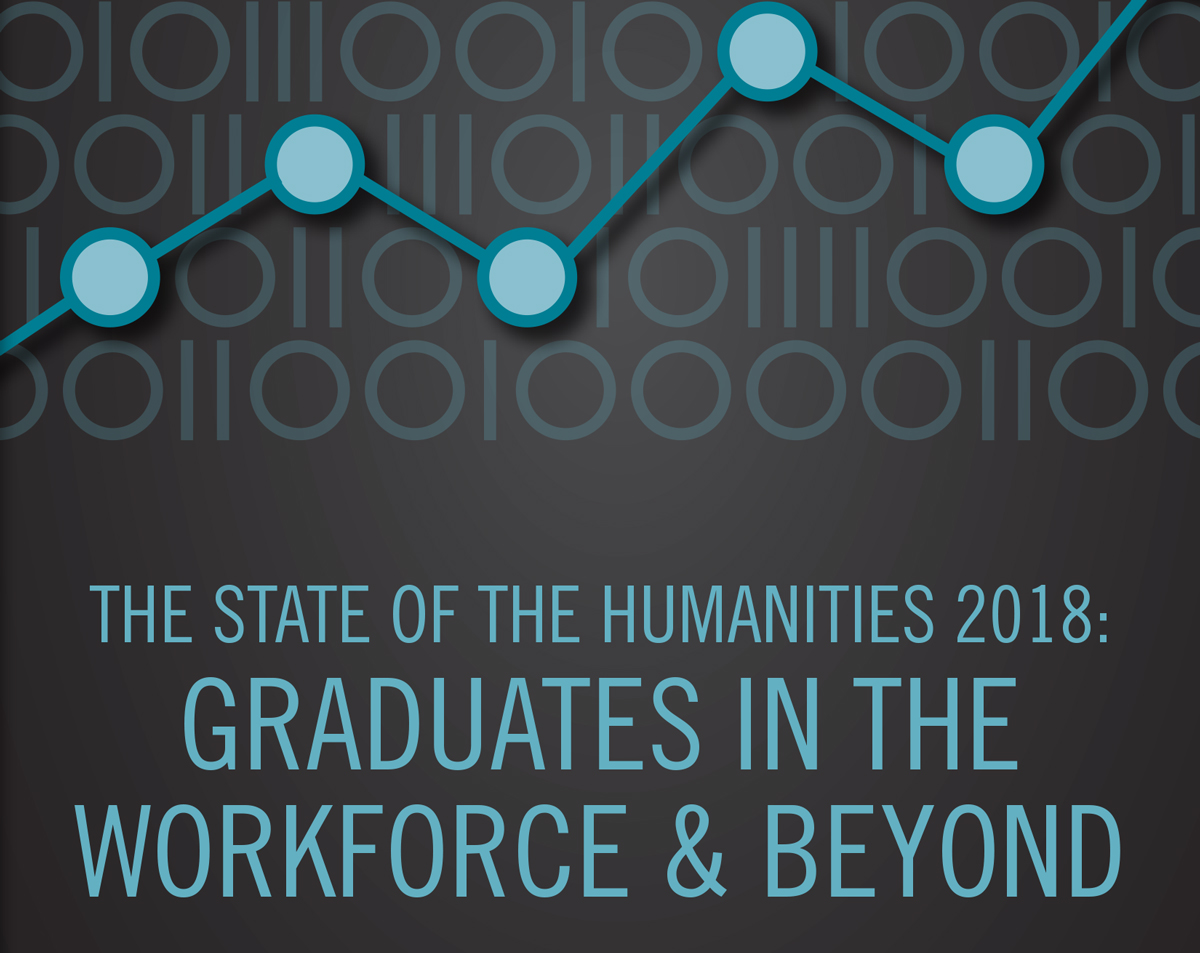 THE STATE OF THE HUMANITIES 2018:
GRADUATES IN THE
WORKFORCE & BEYOND